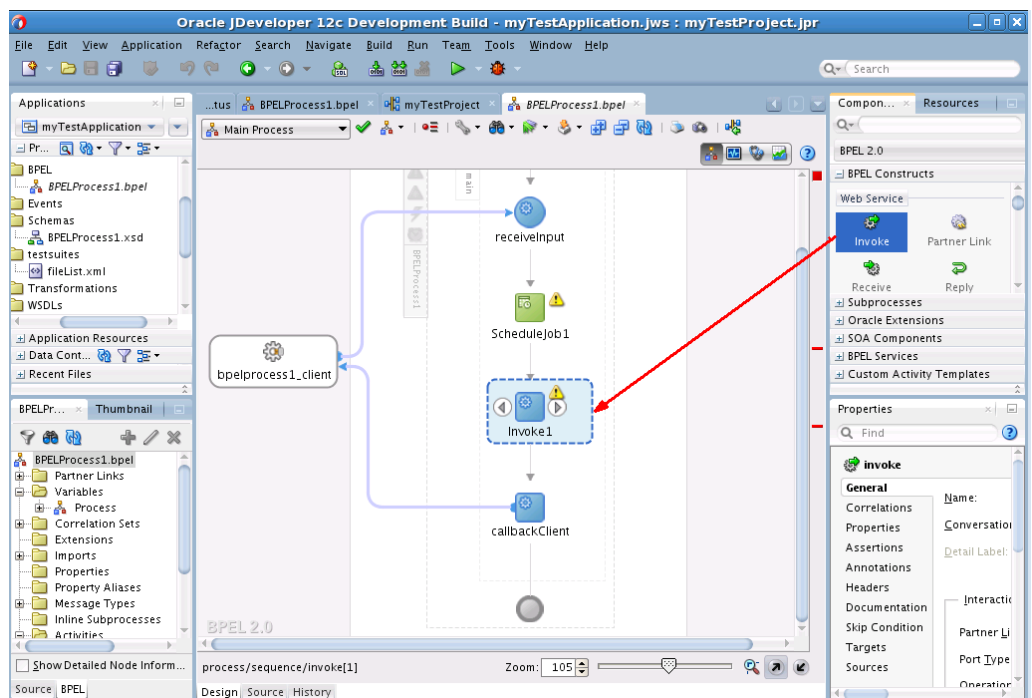 Oracle JDeveloper 12c Development Build - myTestApplication.jws : myTestProject.jpr
File Edit View Application Refactor Search Navigate Build Run Team Tools Window Help
Search
Applications
myTestApplication
Pr...
BPEL
BPELProcess1.bpel
Events
Schemas
BPELProcess1.xsd
testsuites
fileList.xml
Transformations
WSDLs
Application Resources
Data Cont...
Recent Files
BPELPr... Thumbnail
BPELProcess1.bpel
Partner Links
Variables
Process
Correlation Sets
Extensions
Imports
Properties
Property Aliases
Message Types
Inline Subprocesses
Activities
Show Detailed Node Inform...
Source BPEL
...tus BPELProcess1.bpel myTestProject BPELProcess1.bpel
Main Process
main
BPELProcess1
receiveInput
ScheduleJob1
bpelprocess1_client
Invoke1
callbackClient
BPEL 2.0
process/sequence/invoke[1] Zoom: 105
Design Source History
Compon... Resources
BPEL 2.0
BPEL Constructs
Web Service
Invoke Partner Link
Receive Reply
Subprocesses
Oracle Extensions
SOA Components
BPEL Services
Custom Activity Templates
Properties
Find
invoke
General
Correlations
Properties
Assertions
Annotations
Headers
Documentation
Skip Condition
Targets
Sources
Name:
Conversation
Detail Label:
Interactio
Partner Li
Port Type
Operation